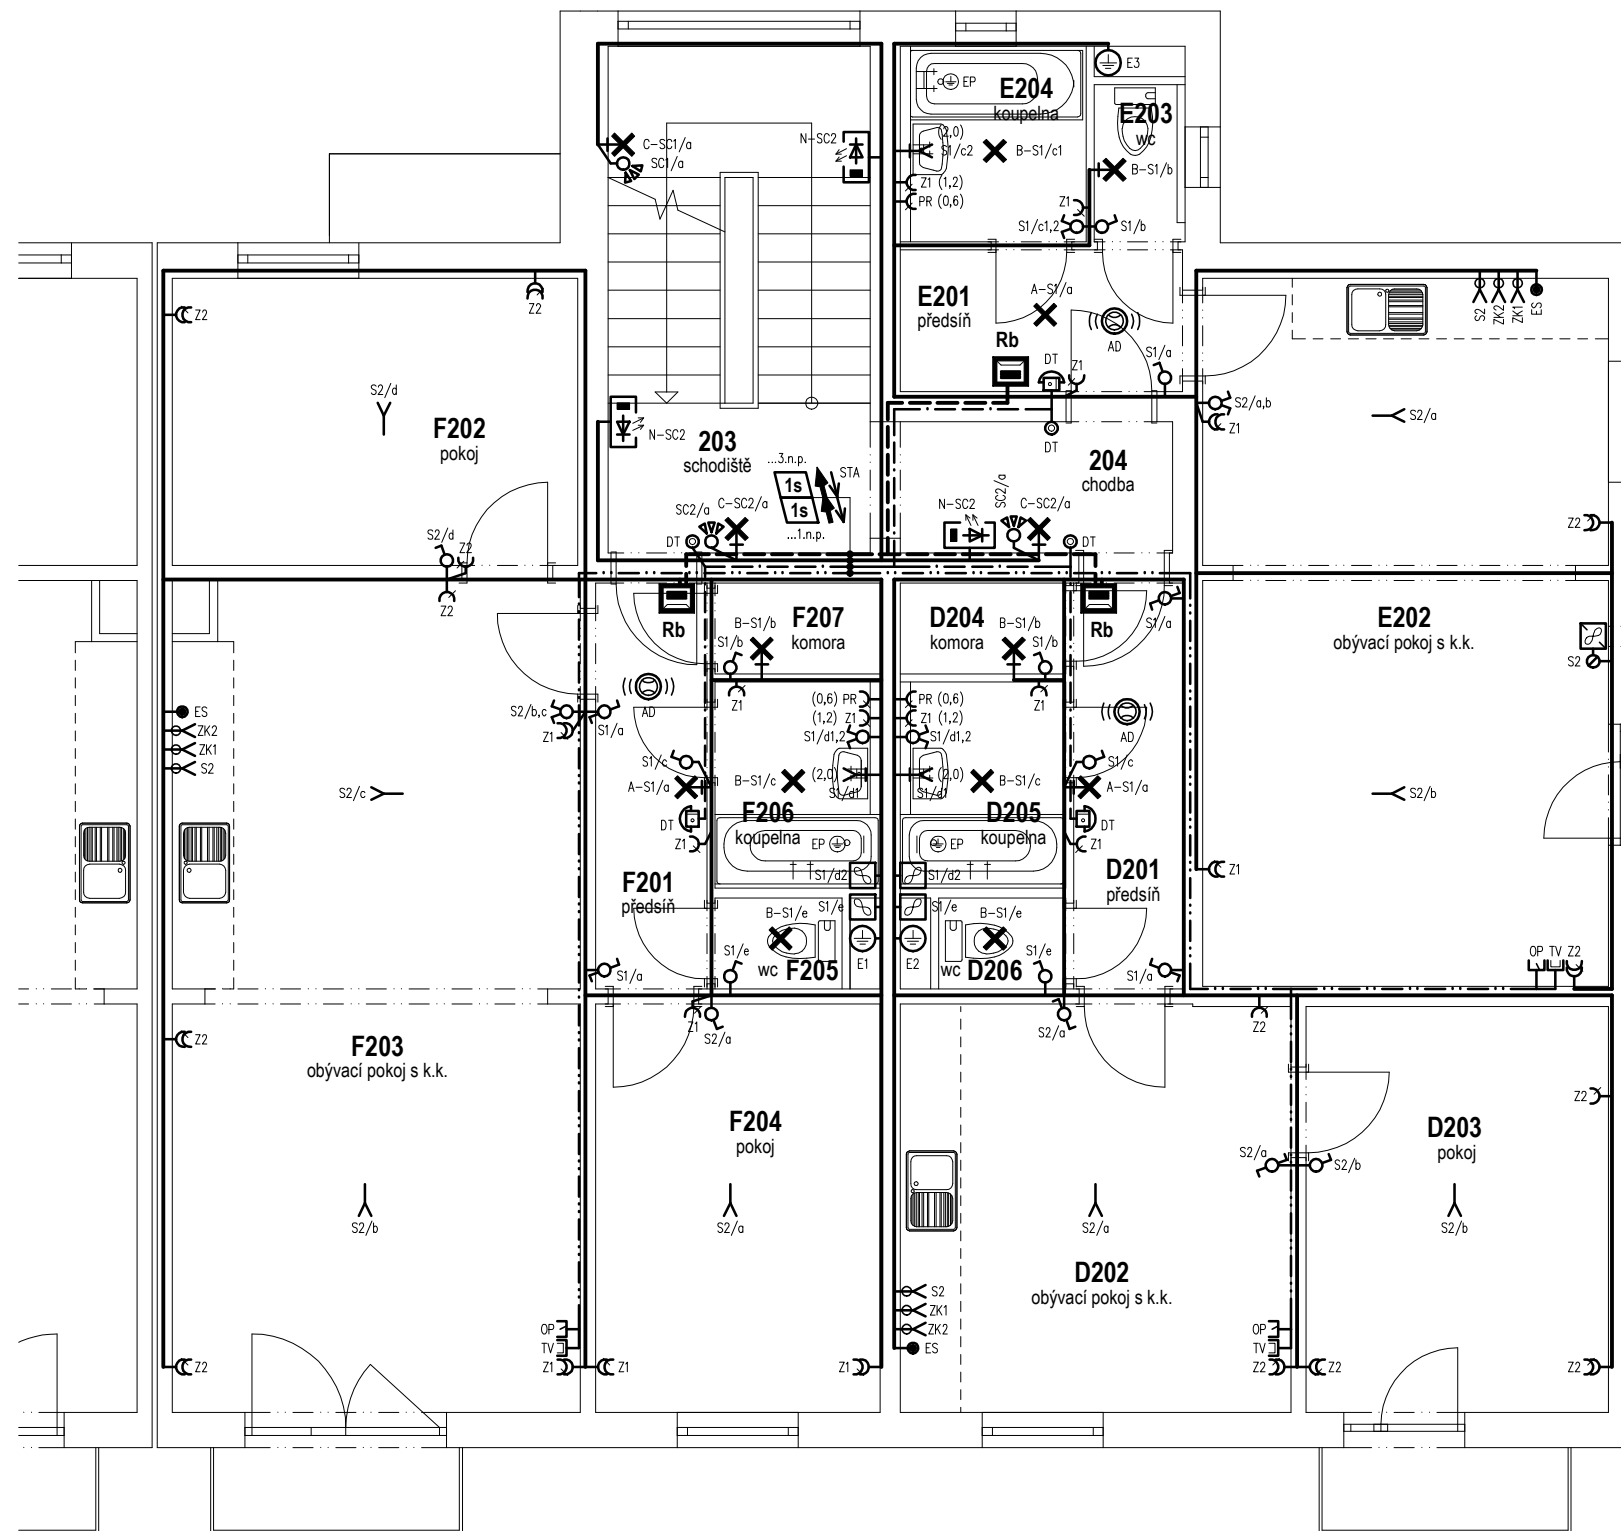 E3
EP
E204
koupelna
E203
wc
N-SC2
C-SC1/a
SC1/a
(2,0)
S1/c2
B-S1/c1
B-S1/b
Z1 (1,2)
PR (0,6)
Z1
S1/c1,2
S1/b
E201
předsíň
A-S1/a
AD
Rb
DT
Z1
S1/a
S2
ZK2
ZK1
ES
Z2
Z2
S2/d
F202
pokoj
N-SC2
203
schodiště
...3.n.p.
1s
1s
...1.n.p.
STA
DT
204
chodba
S2/a,b
Z1
S2/a
SC2/a
C-SC2/a
DT
N-SC2
SC2/a
C-SC2/a
DT
Z2
S2/d
Z2
Z2
Rb
F207
komora
B-S1/b
S1/b
Z1
D204
komora
B-S1/b
S1/b
Z1
Rb
S1/a
E202
obývací pokoj s k.k.
S2
ES
ZK2
ZK1
S2
S2/b,c
Z1
S1/a
AD
(0,6) PR
(1,2) Z1
S1/d1,2
PR (0,6)
Z1 (1,2)
S1/d1,2
AD
S2/c
S1/c
A-S1/a
B-S1/c
(2,0)
S1/d1
(2,0)
S1/d1
B-S1/c
S1/c
A-S1/a
S2/b
DT
Z1
F206
koupelna
EP
D205
koupelna
EP
DT
Z1
F201
předsíň
S1/d2
S1/e
S1/d2
S1/e
D201
předsíň
Z1
B-S1/e
S1/e
wc
F205
E1
E2
B-S1/e
wc
D206
S1/e
S1/a
S1/a
OP
TV
Z2
Z2
F203
obývací pokoj s k.k.
Z1
S2/a
S2/a
Z2
F204
pokoj
Z2
D203
pokoj
S2/a
S2/b
S2/b
S2/a
S2/a
S2/b
D202
obývací pokoj s k.k.
S2
ZK1
ZK2
ES
OP
TV
Z1
Z1
Z1
OP
TV
Z2
Z2
Z2
Z2